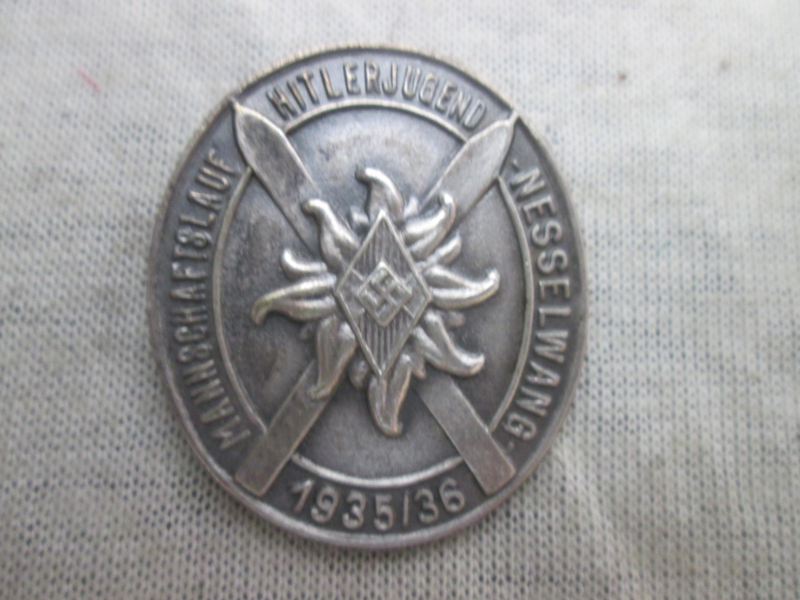 MANNSCHAFTSLAUF
HITLERJUGEND
-NESSELWANG-
1935/36